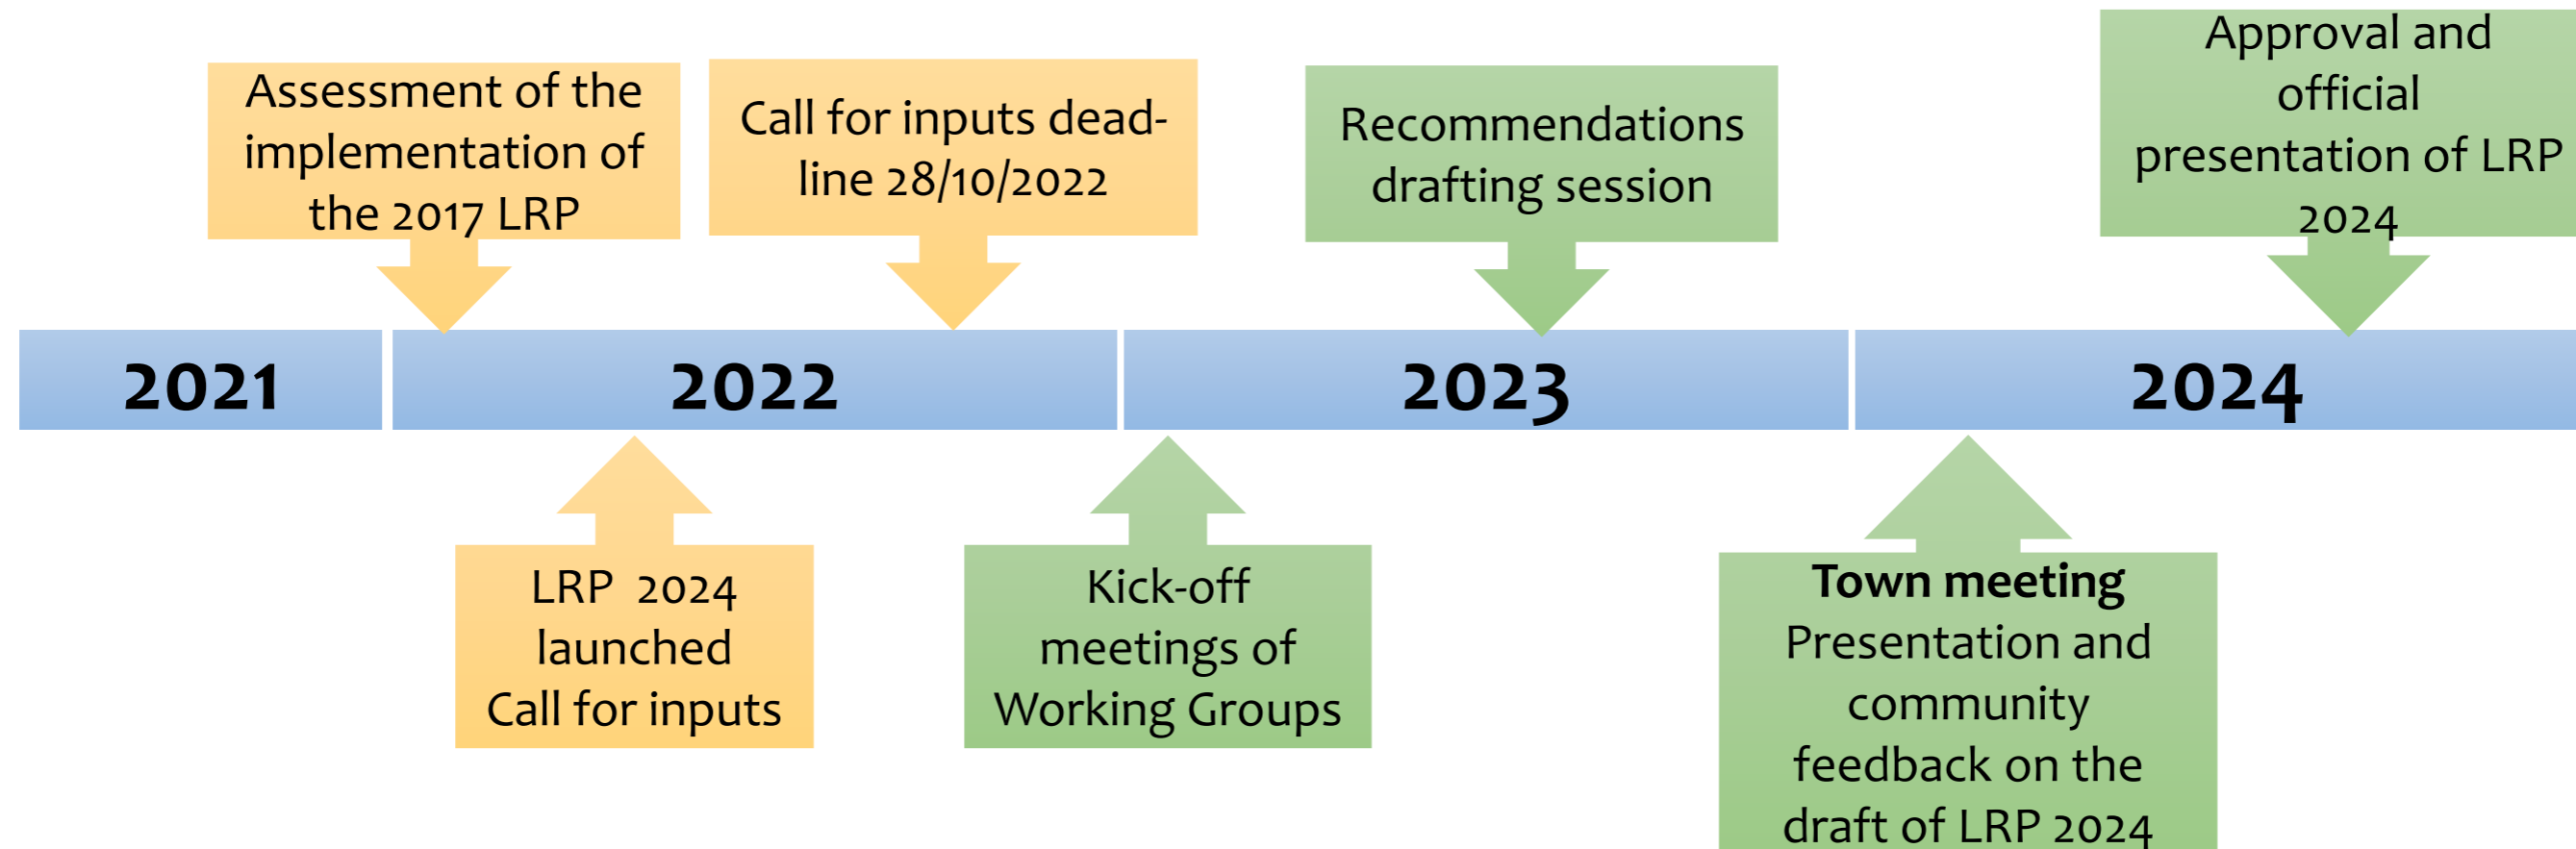 Assessment of the
implementation of
the 2017 LRP
Call for inputs dead-
line 28/10/2022
Recommendations
drafting session
Approval and
official
presentation of LRP
2024
2021
2022
2023
2024
LRP  2024
launched
Call for inputs
Kick-off
meetings of
Working Groups
Town meeting
Presentation and
community
feedback on the
draft of LRP 2024